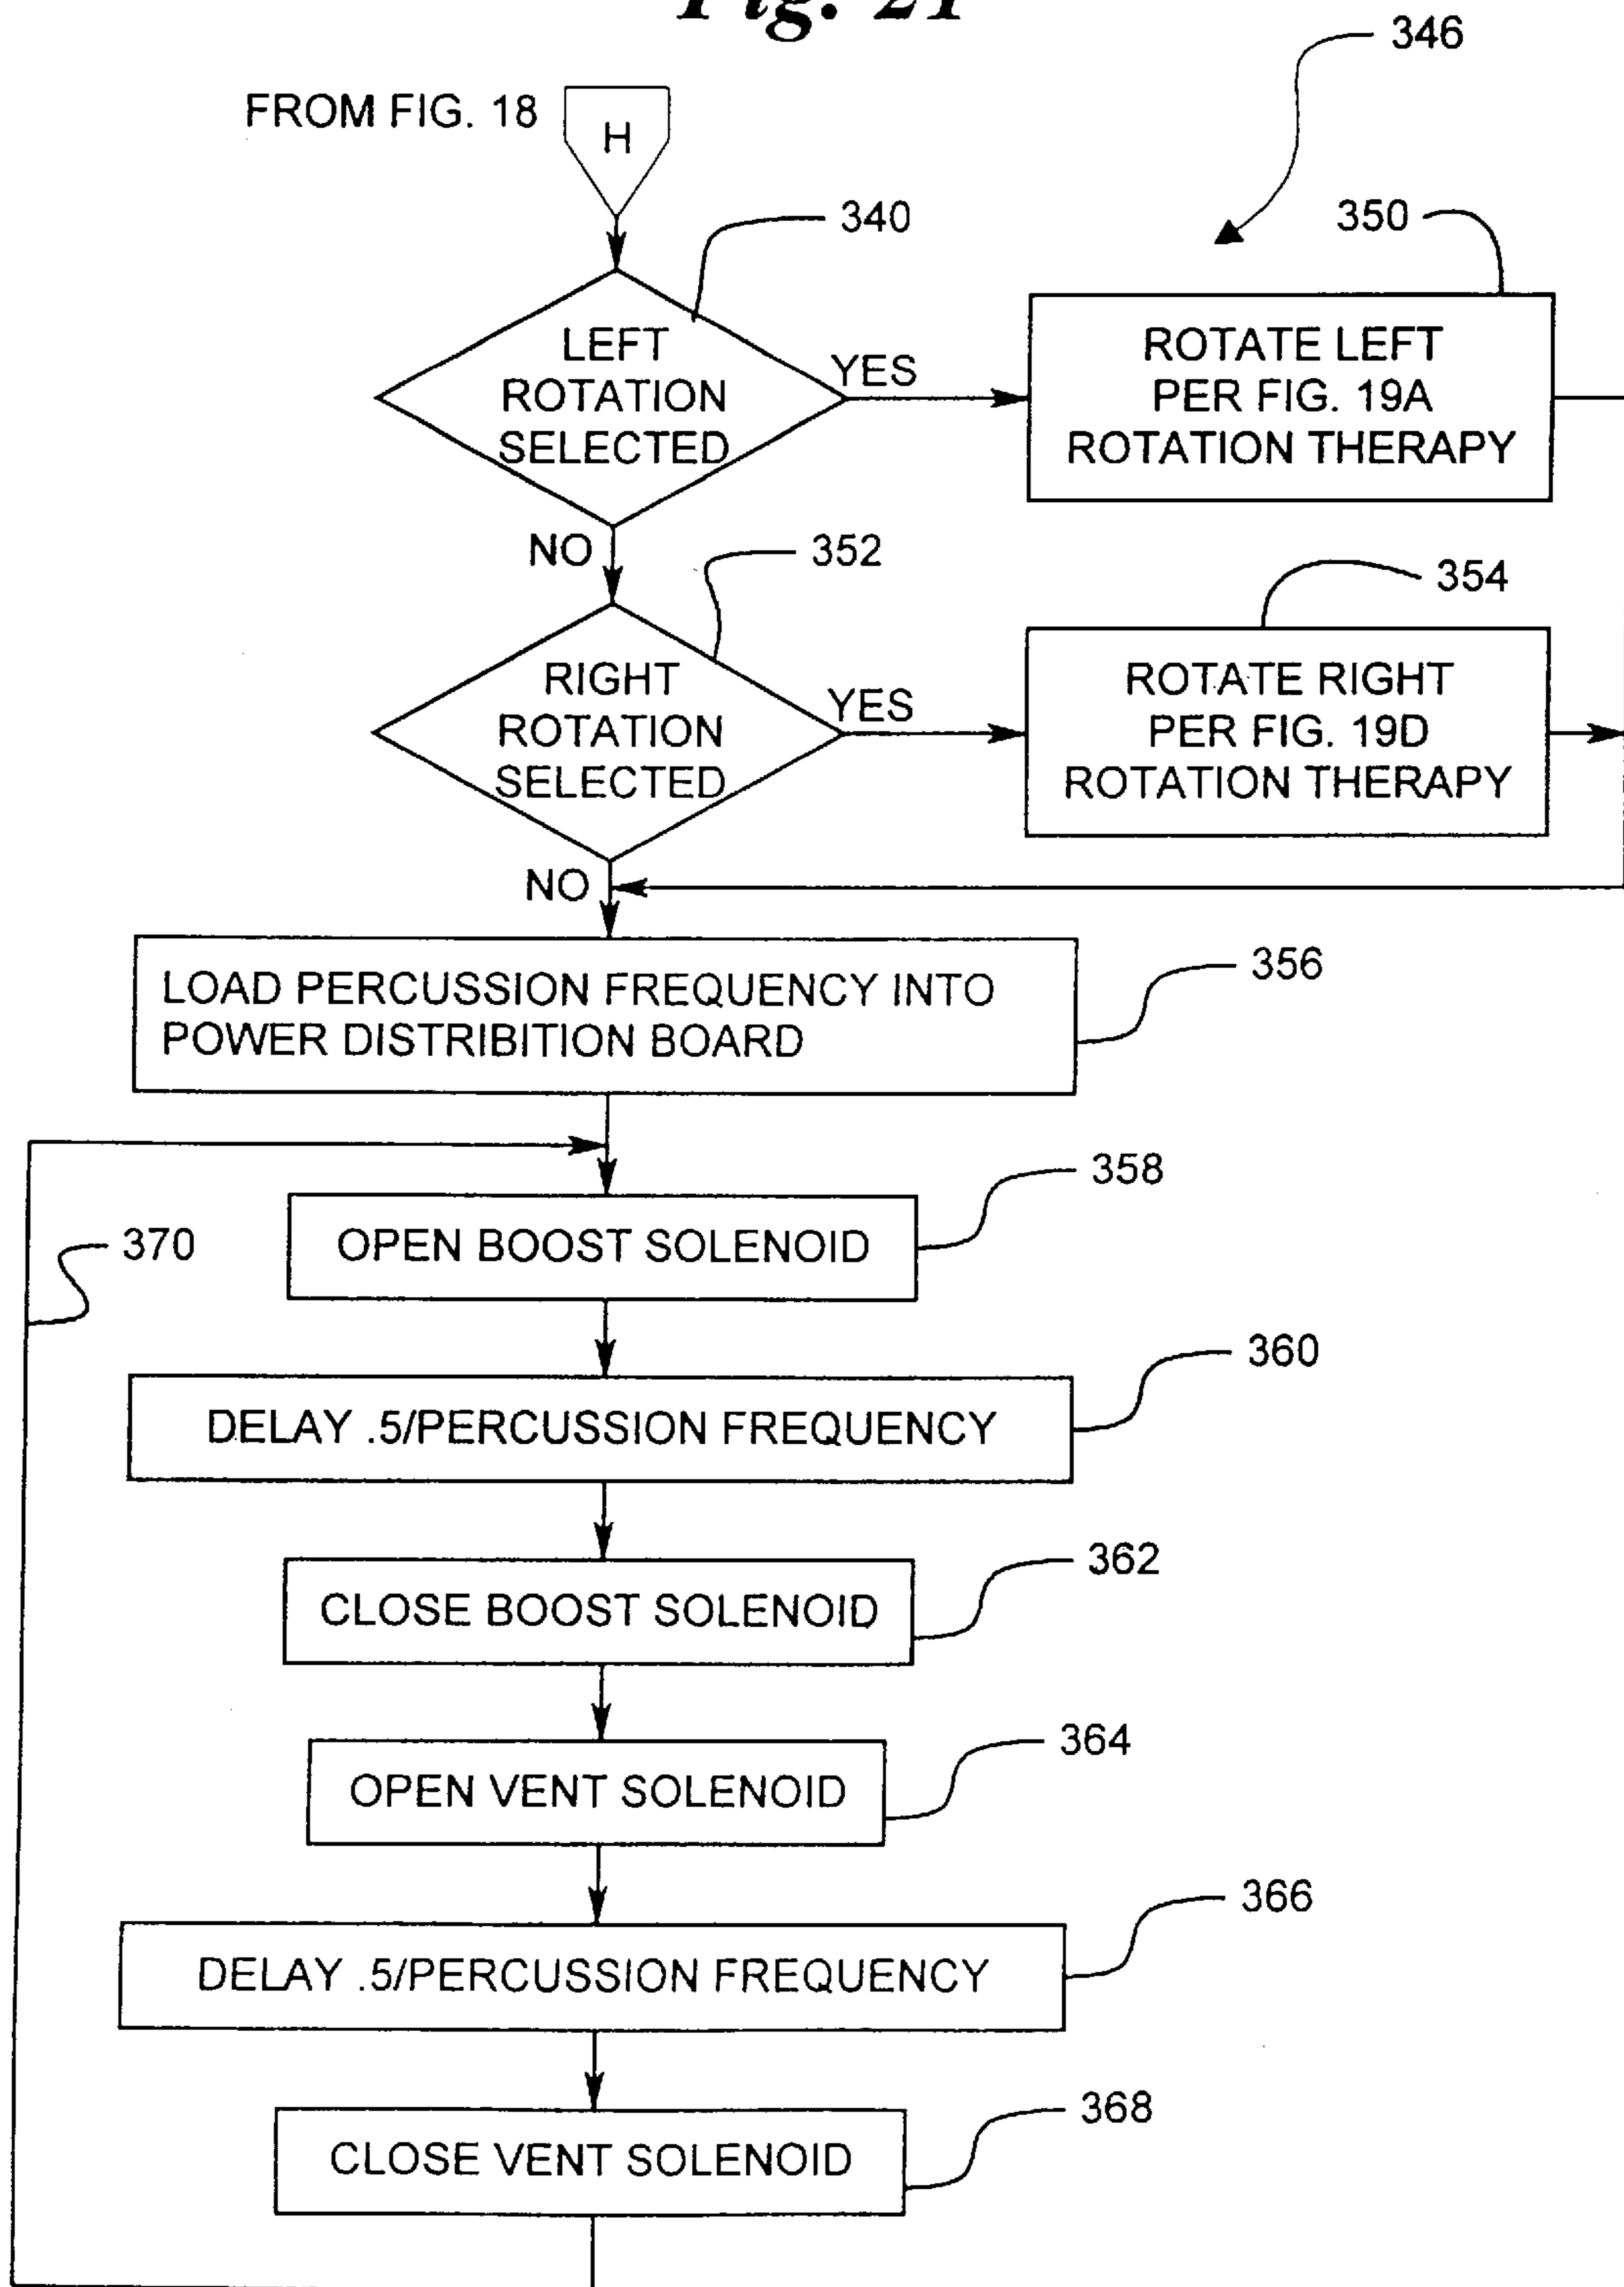 Fig. 21
346
FROM FIG. 18
H
340
350
LEFT
ROTATION
SELECTED
YES
ROTATE LEFT
PER FIG. 19A
ROTATION THERAPY
NO
352
354
RIGHT
ROTATION
SELECTED
YES
ROTATE RIGHT
PER FIG. 19D
ROTATION THERAPY
NO
356
LOAD PERCUSSION FREQUENCY INTO
POWER DISTRIBITION BOARD
358
370
OPEN BOOST SOLENOID
360
DELAY .5/PERCUSSION FREQUENCY
362
CLOSE BOOST SOLENOID
364
OPEN VENT SOLENOID
366
DELAY .5/PERCUSSION FREQUENCY
368
CLOSE VENT SOLENOID